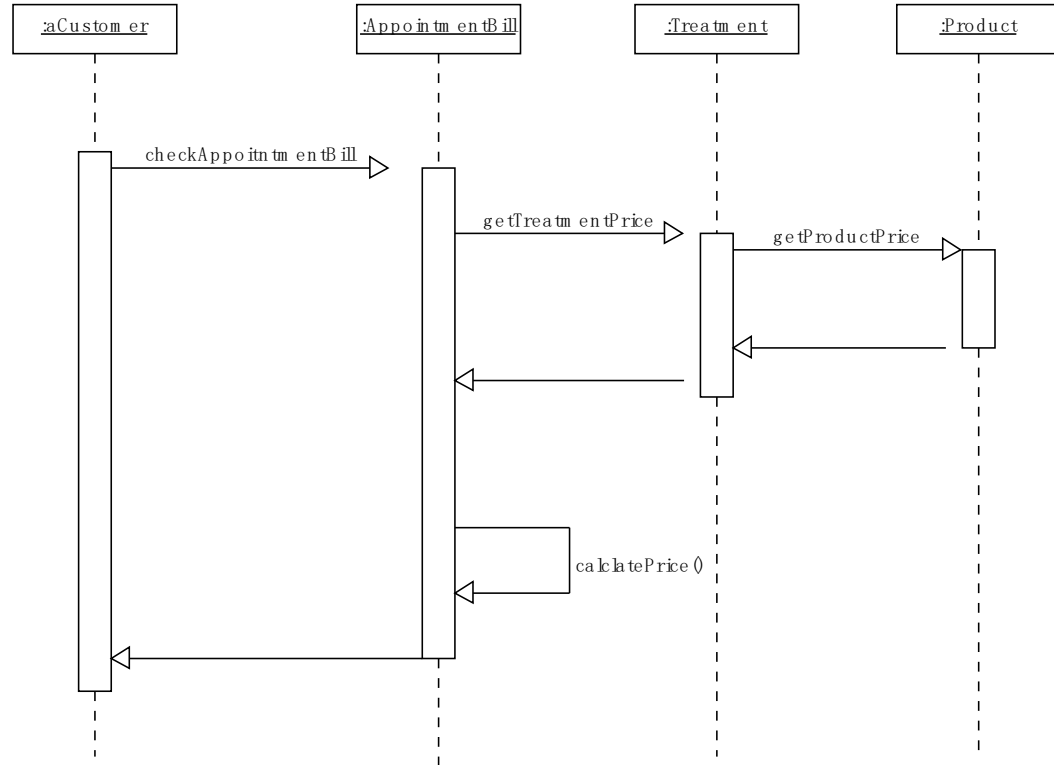 :aCustomer
:AppointmentBill
:Treatment
:Product
checkAppoitntmentBill
getTreatmentPrice
getProductPrice
calclatePrice()